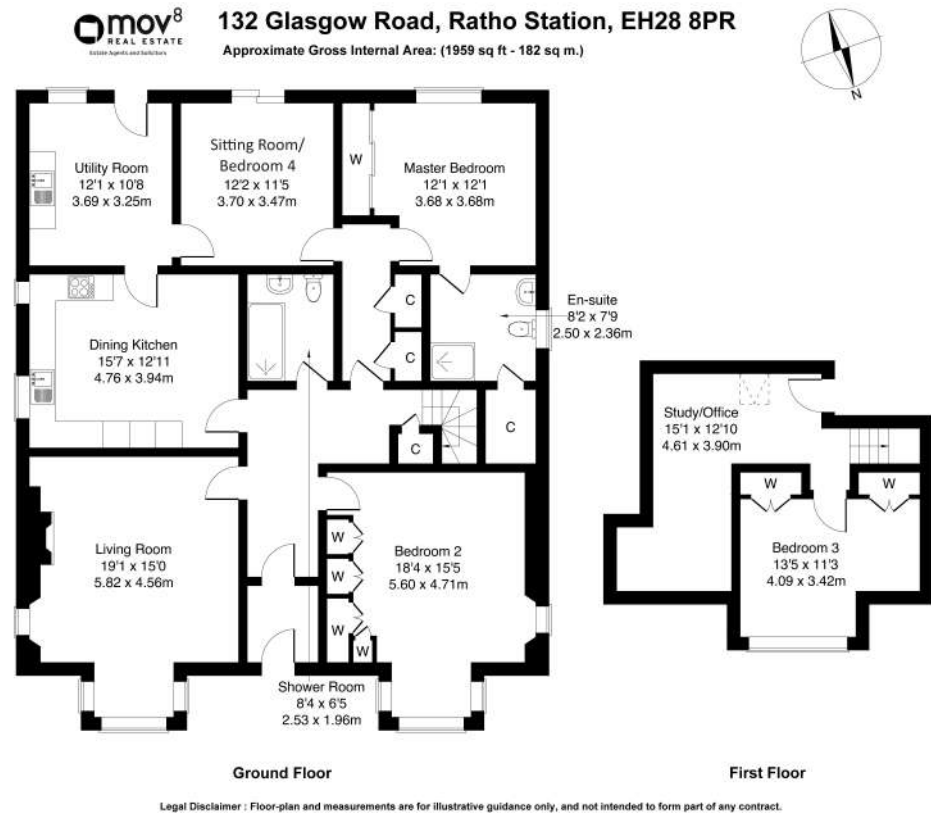 mov8
REAL ESTATE
Estate Agents and Solicitors
132 Glasgow Road, Ratho Station, EH28 8PR
Approximate Gross Internal Area: (1959 sq ft - 182 sq m.)
N
Utility Room
12'1 x 10'8
3.69 x 3.25m
Sitting Room/
Bedroom 4
12'2 x 11'5
3.70 x 3.47m
W
Master Bedroom
12'1 x 12'1
3.68 x 3.68m
Dining Kitchen
15'7 x 12'11
4.76 x 3.94m
C
C
En-suite
8'2 x 7'9
2.50 x 2.36m
C
C
Living Room
19'1 x 15'0
5.82 x 4.56m
W
W
W
W
Bedroom 2
18'4 x 15'5
5.60 x 4.71m
Shower Room
8'4 x 6'5
2.53 x 1.96m
Study/Office
15'1 x 12'10
4.61 x 3.90m
W
W
Bedroom 3
13'5 x 11'3
4.09 x 3.42m
Ground Floor
First Floor
Legal Disclaimer : Floor-plan and measurements are for illustrative guidance only, and not intended to form part of any contract.